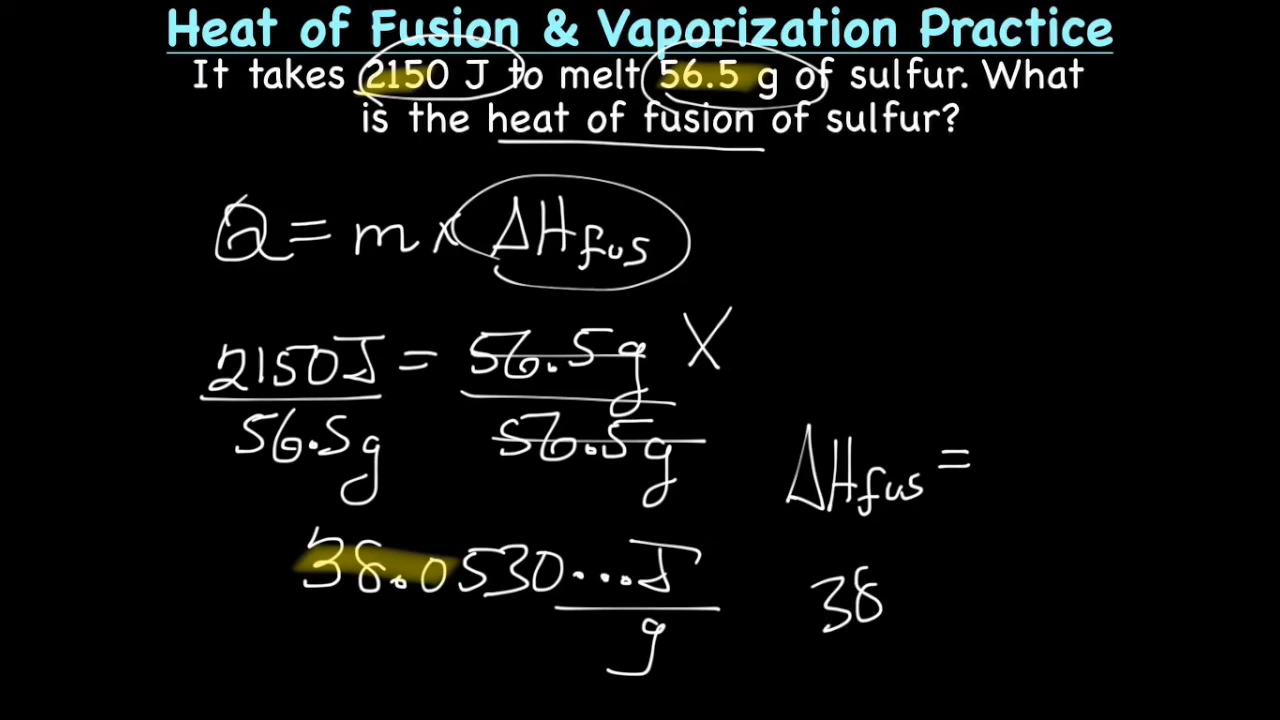 Heat of Fusion & Vaporization Practice
It takes 2150 J to melt 56.5 g of sulfur. What
is the heat of fusion of sulfur?
Q = m x ΔHfus
2150J = 56.5g X
56.5g 56.5g
ΔHfus =
38.0530...J
g
38